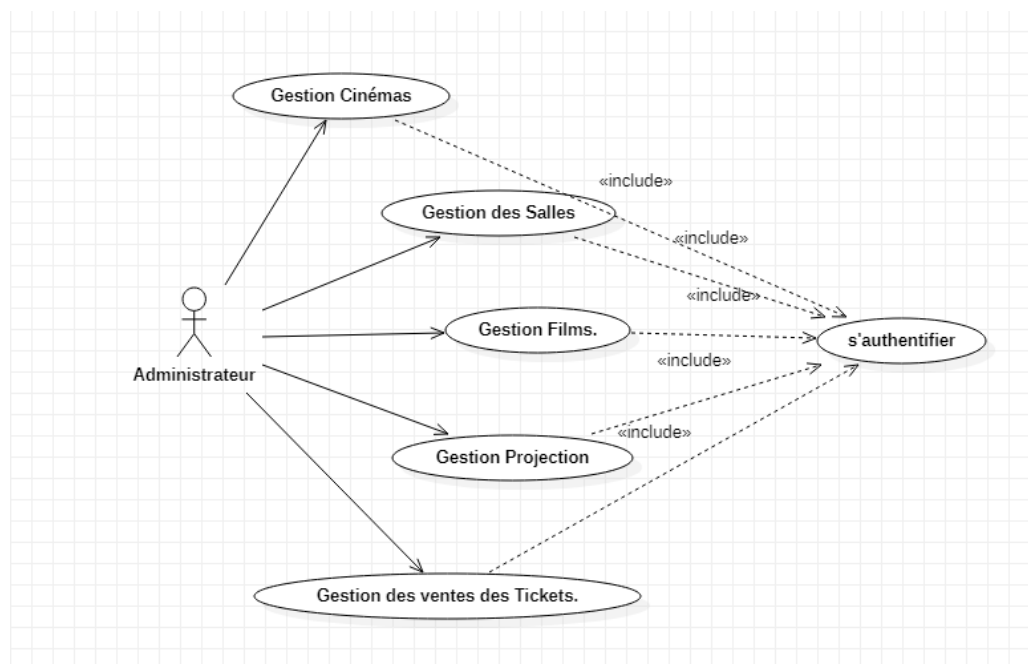 Gestion Cinémas
«include»
Gestion des Salles
«include»
«include»
Gestion Films.
s'authentifier
«include»
Administrateur
«include»
Gestion Projection
Gestion des ventes des Tickets.